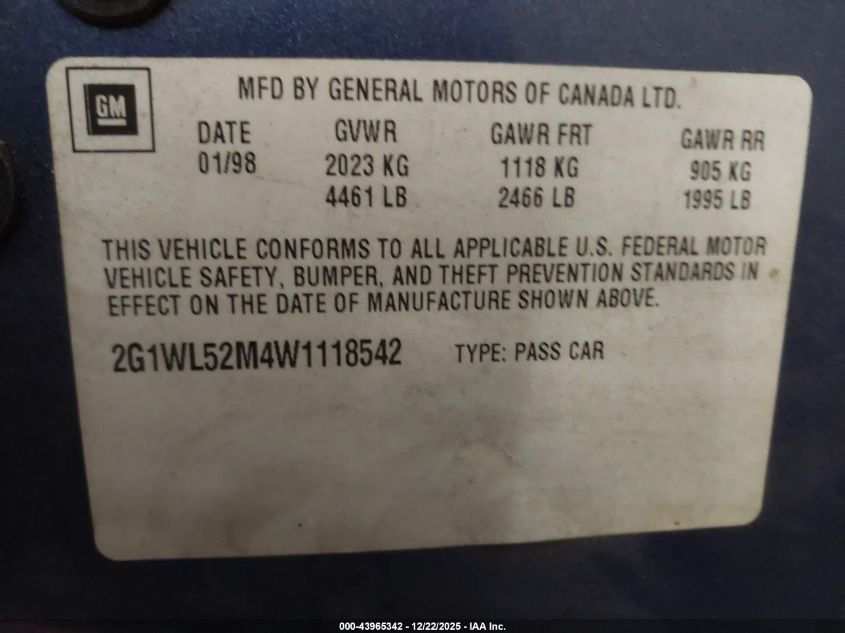 GM
MFD BY GENERAL MOTORS OF CANADA LTD.
DATE GVWR GAWR FRT GAWR RR
01/98 2023 KG 1118 KG 905 KG
4461 LB 2466 LB 1995 LB
THIS VEHICLE CONFORMS TO ALL APPLICABLE U.S. FEDERAL MOTOR
VEHICLE SAFETY, BUMPER, AND THEFT PREVENTION STANDARDS IN
EFFECT ON THE DATE OF MANUFACTURE SHOWN ABOVE.
2G1WL52M4W1118542 TYPE: PASS CAR
000-43965342 - 12/22/2025 - IAA Inc.